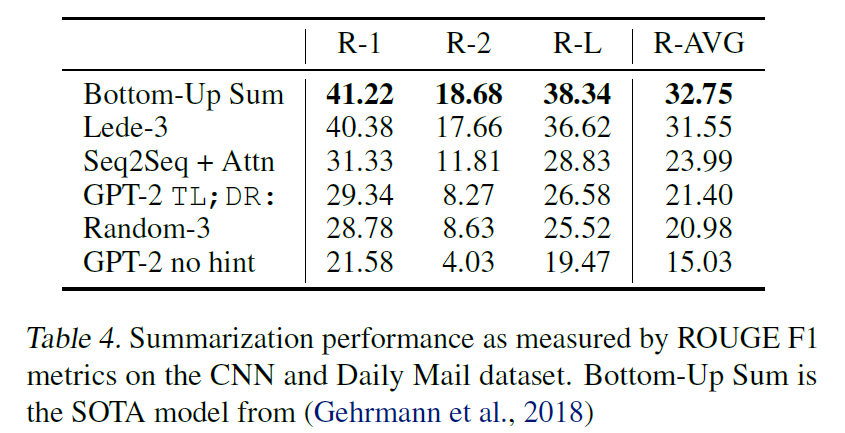 R-1 R-2 R-L R-AVG
Bottom-Up Sum 41.22 18.68 38.34 32.75
Lede-3 40.38 17.66 36.62 31.55
Seq2Seq + Attn 31.33 11.81 28.83 23.99
GPT-2 TL;DR: 29.34 8.27 26.58 21.40
Random-3 28.78 8.63 25.52 20.98
GPT-2 no hint 21.58 4.03 19.47 15.03
Table 4. Summarization performance as measured by ROUGE F1
metrics on the CNN and Daily Mail dataset. Bottom-Up Sum is
the SOTA model from (Gehrmann et al., 2018)